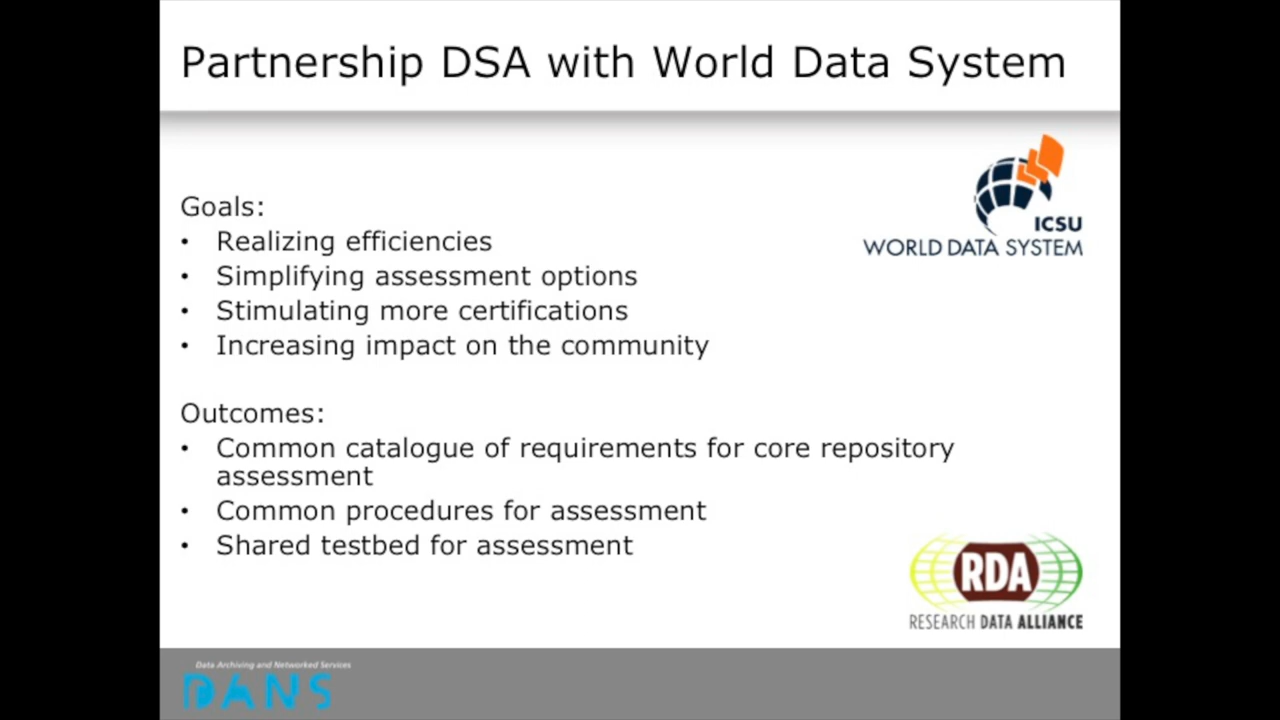 Partnership DSA with World Data System
ICSU
WORLD DATA SYSTEM
Goals:
• Realizing efficiencies
• Simplifying assessment options
• Stimulating more certifications
• Increasing impact on the community
Outcomes:
• Common catalogue of requirements for core repository
assessment
• Common procedures for assessment
• Shared testbed for assessment
RDA
RESEARCH DATA ALLIANCE
Data Archiving and Networked Services
DANS